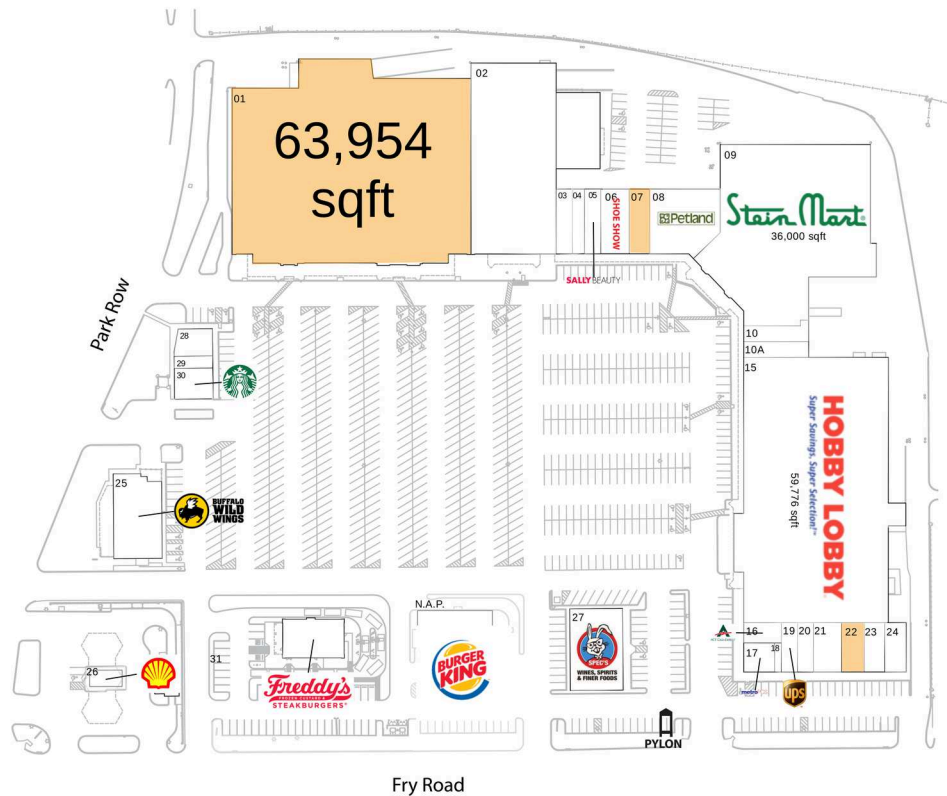 01
63,954
sqft
02
03
04
05
06
SHOE SHOW
07
08
Petland
09
Stein Mart®
36,000 sqft
SALLY BEAUTY
Park Row
28
29
30
10
10A
15
HOBBY LOBBY
Super Savings, Super Selection!
59,776 sqft
25
BUFFALO
WILD
WINGS
N.A.P.
BURGER
KING
27
SPEC'S
WINES, SPIRITS
& FINER FOODS
16
17
18
19
20
21
22
23
24
metro
ups
26
31
Freddy's
FROZEN CUSTARD &
STEAKBURGERS®
PYLON
Fry Road